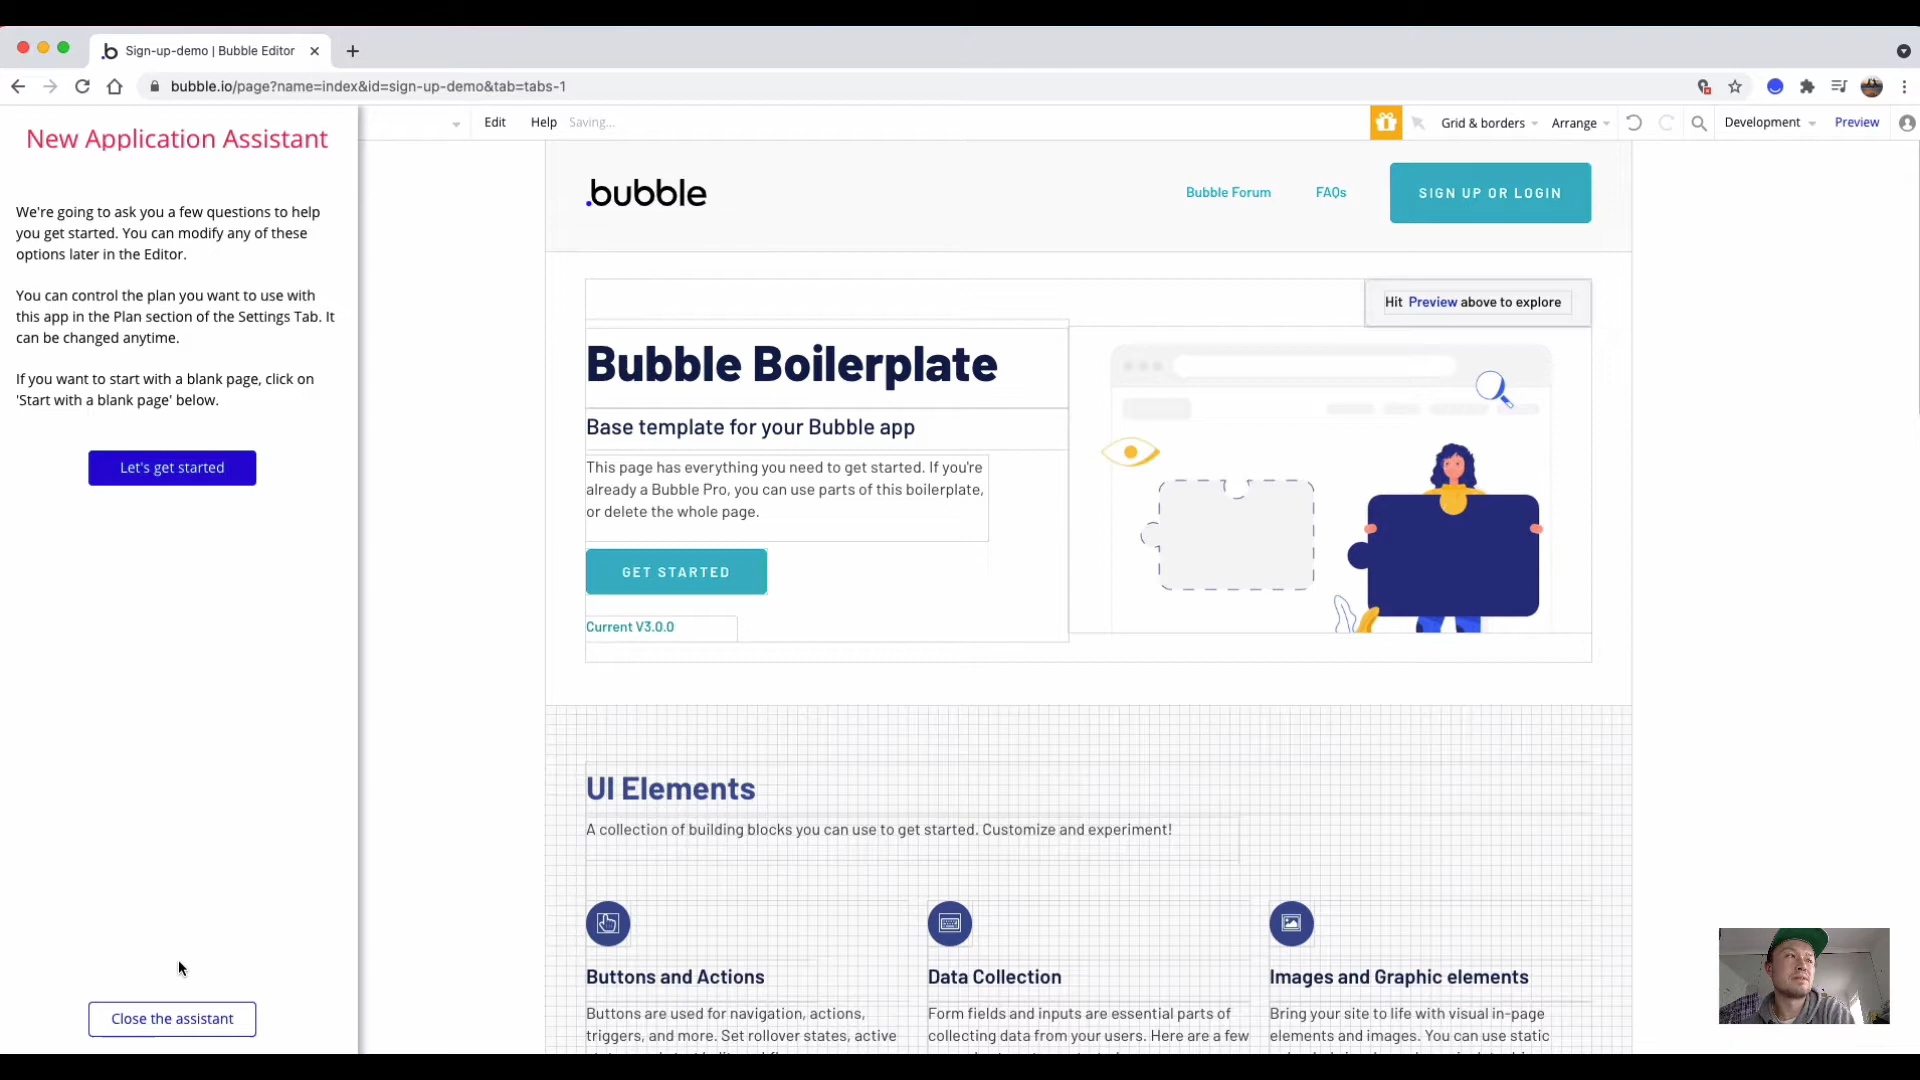 Sign-up-demo | Bubble Editor
bubble.io/page?name=index&id=sign-up-demo&tab=tabs-1
New Application Assistant
We're going to ask you a few questions to help
you get started. You can modify any of these
options later in the Editor.
You can control the plan you want to use with
this app in the Plan section of the Settings Tab. It
can be changed anytime.
If you want to start with a blank page, click on
'Start with a blank page' below.
Let's get started
Close the assistant
Edit
Help
Saving...
Grid & borders
Arrange
Development
Preview
.bubble
Bubble Forum
FAQs
SIGN UP OR LOGIN
Hit Preview above to explore
Bubble Boilerplate
Base template for your Bubble app
This page has everything you need to get started. If you're
already a Bubble Pro, you can use parts of this boilerplate,
or delete the whole page.
GET STARTED
Current V3.0.0
UI Elements
A collection of building blocks you can use to get started. Customize and experiment!
Buttons and Actions
Buttons are used for navigation, actions,
triggers, and more. Set rollover states, active
Data Collection
Form fields and inputs are essential parts of
collecting data from your users. Here are a few
Images and Graphic elements
Bring your site to life with visual in-page
elements and images. You can use static